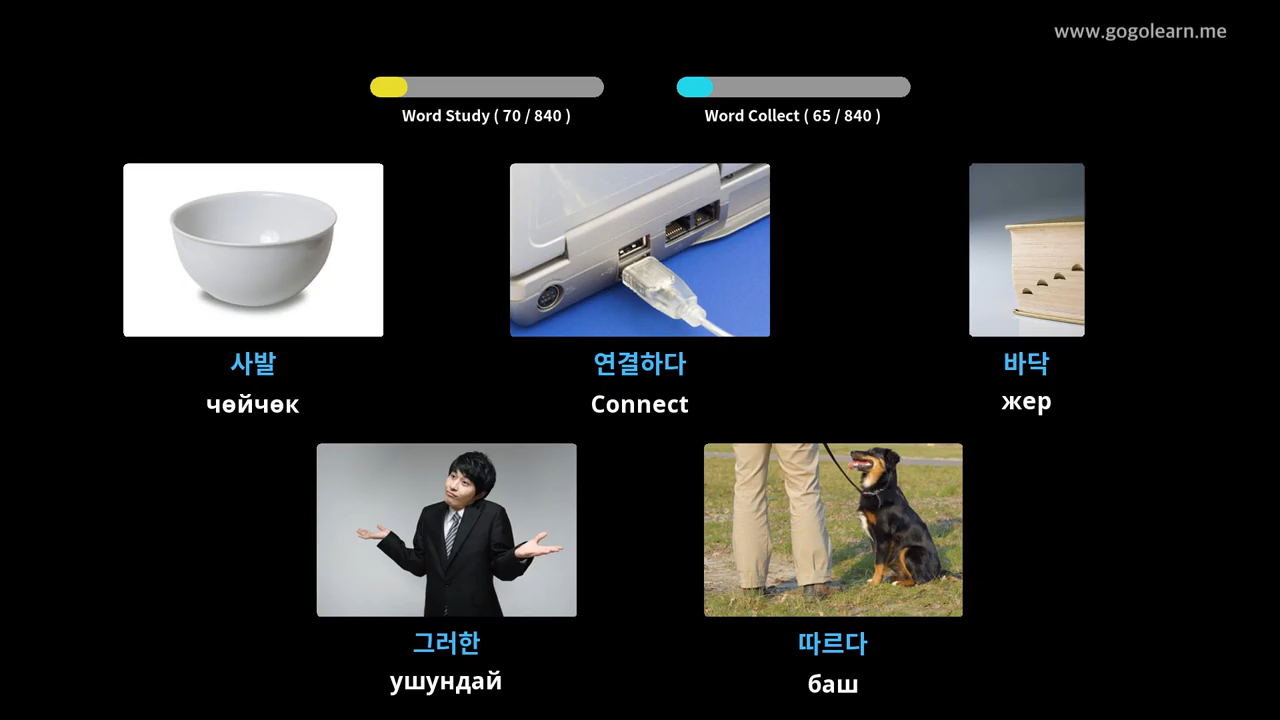 www.gogolearn.me
Word Study ( 70 / 840 )
Word Collect ( 65 / 840 )
사발
чөйчөк
연결하다
Connect
바닥
жер
그러한
ушундай
따르다
баш